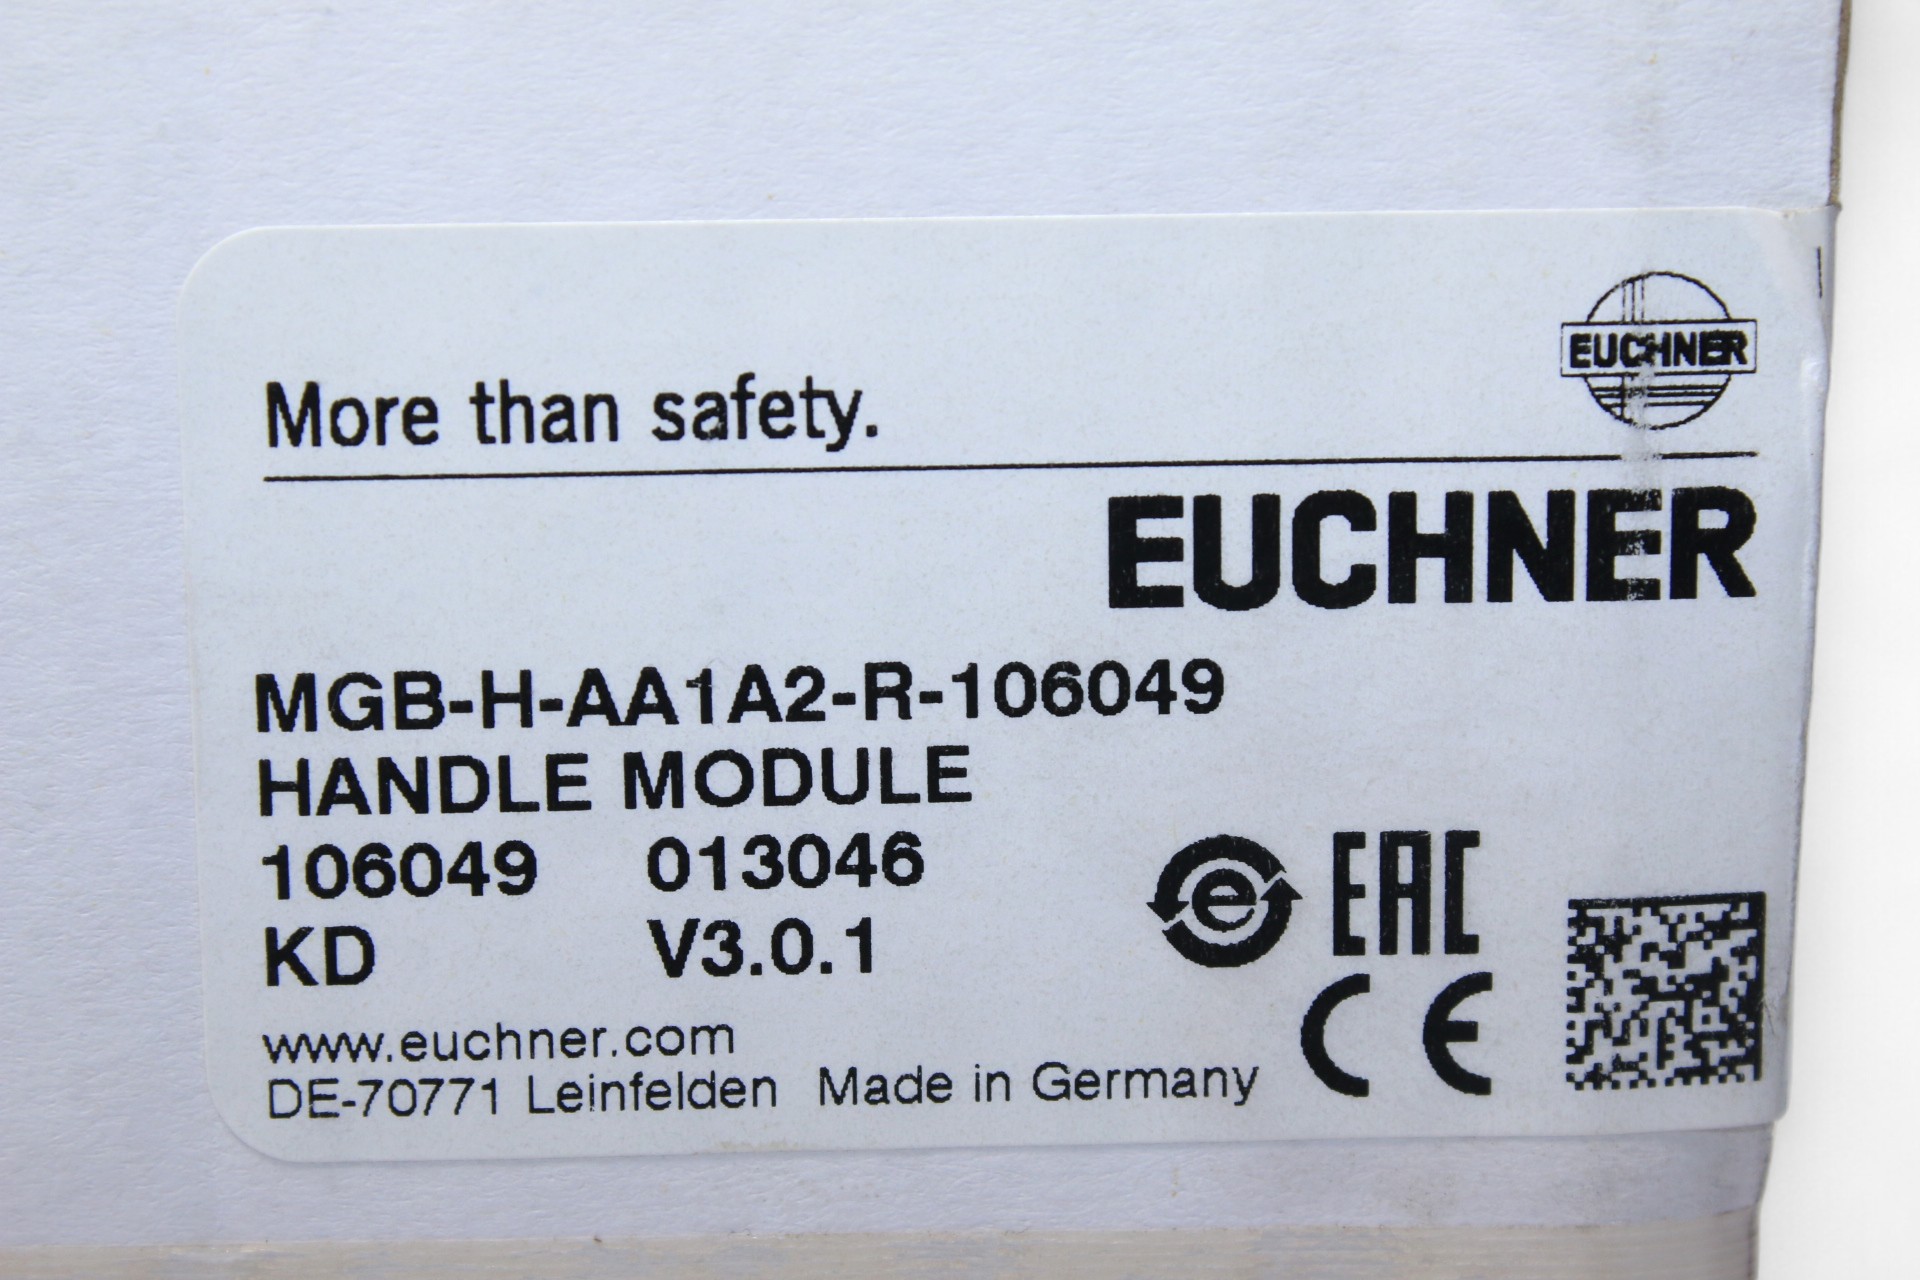 EUCHNER
More than safety.
EUCHNER
MGB-H-AA1A2-R-106049
HANDLE MODULE
106049 013046
KD V3.0.1
e EAC
CE
www.euchner.com
DE-70771 Leinfelden Made in Germany